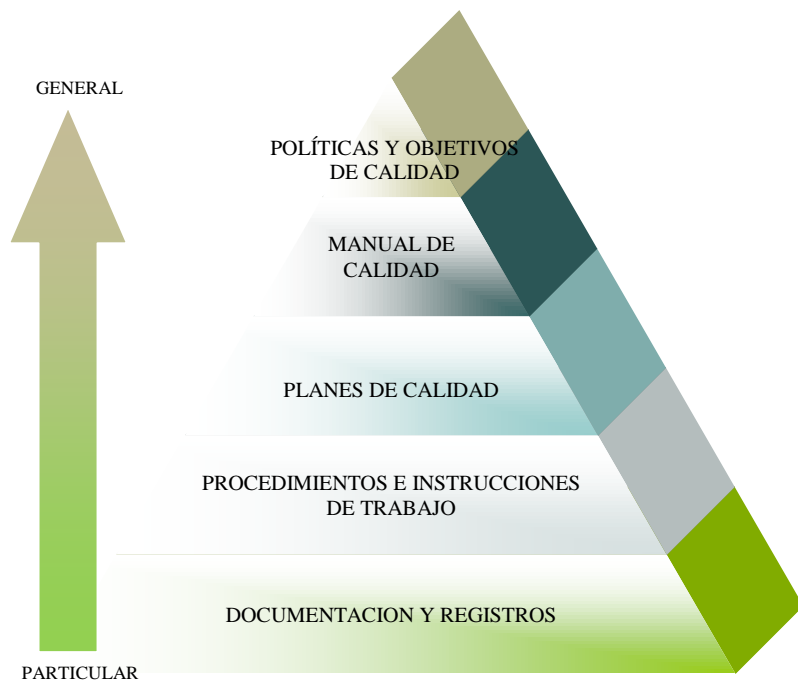 GENERAL
POLÍTICAS Y OBJETIVOS
DE CALIDAD
MANUAL DE
CALIDAD
PLANES DE CALIDAD
PROCEDIMIENTOS E INSTRUCCIONES
DE TRABAJO
DOCUMENTACION Y REGISTROS
PARTICULAR